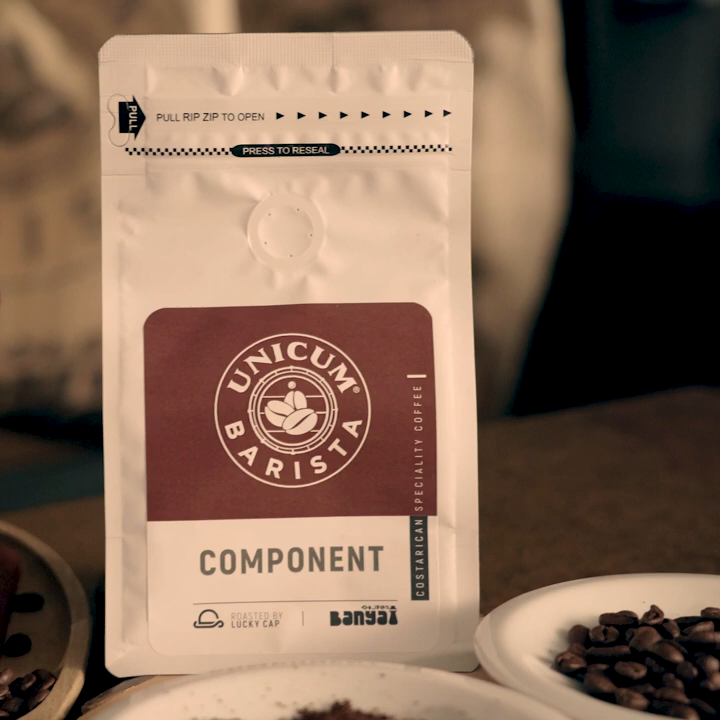 PULL
PULL RIP ZIP TO OPEN
PRESS TO RESEAL
UNICUM®
BARISTA
COSTARICAN SPECIALITY COFFEE
COMPONENT
ROASTED BY
LUCKY CAP
Banyai